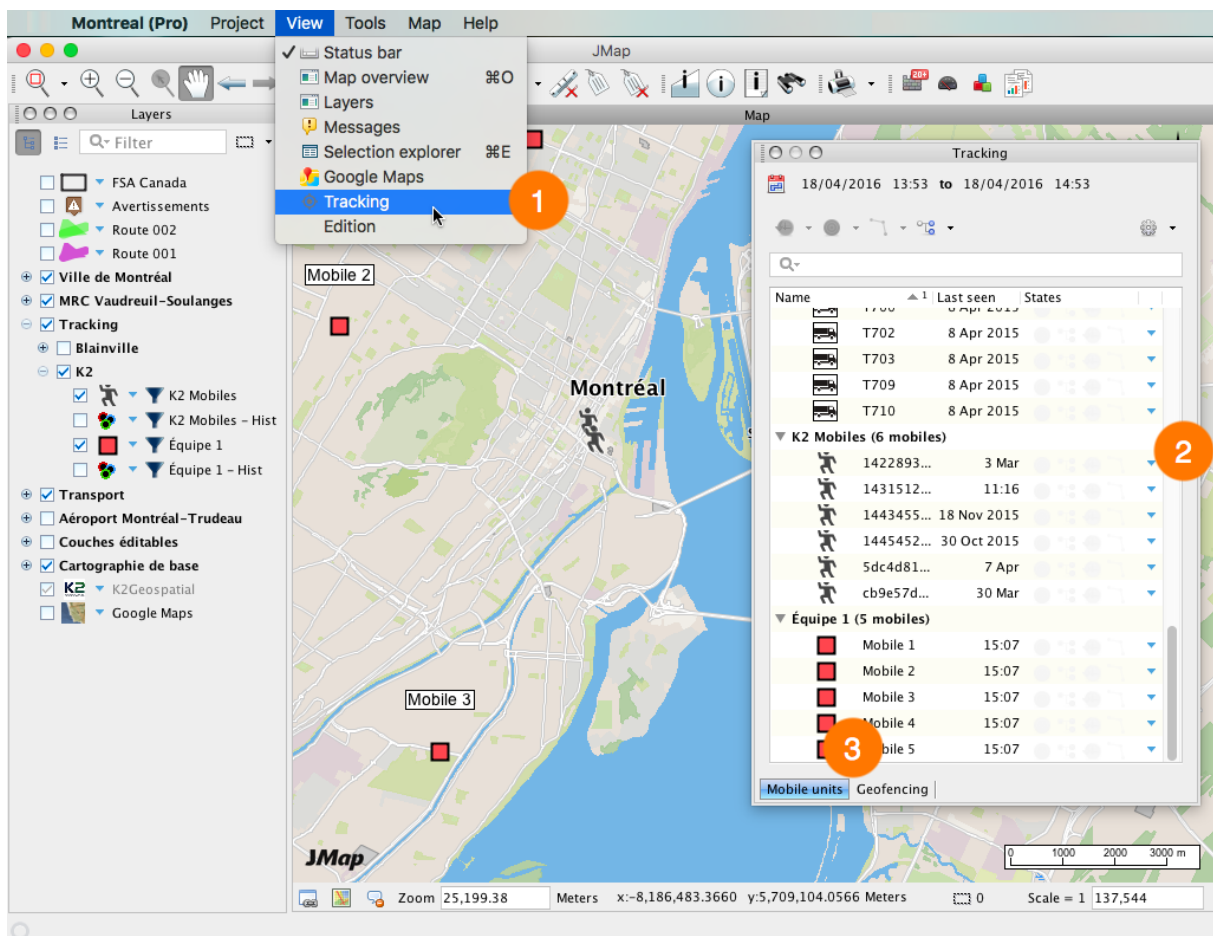 Montreal (Pro) Project View Tools Map Help
JMap
Status bar
Map overview ⌘O
Layers
Messages
Selection explorer ⌘E
Google Maps
Tracking
Edition
1
20+
Layers
Filter
FSA Canada
Avertissements
Route 002
Route 001
Ville de Montréal
MRC Vaudreuil-Soulanges
Tracking
Blainville
K2
K2 Mobiles
K2 Mobiles - Hist
Équipe 1
Équipe 1 - Hist
Transport
Aéroport Montréal-Trudeau
Couches éditables
Cartographie de base
K2 K2Geospatial
Google Maps
Map
Mobile 2
Montréal
Mobile 3
JMap
0 1000 2000 3000 m
Tracking
18/04/2016 13:53 to 18/04/2016 14:53
Name 1 Last seen States
T702 8 Apr 2015
T703 8 Apr 2015
T709 8 Apr 2015
T710 8 Apr 2015
K2 Mobiles (6 mobiles)
2
1422893... 3 Mar
1431512... 11:16
1443455... 18 Nov 2015
1445452... 30 Oct 2015
5dc4d81... 7 Apr
cb9e57d... 30 Mar
Équipe 1 (5 mobiles)
Mobile 1 15:07
Mobile 2 15:07
Mobile 3 15:07
Mobile 4 15:07
3
bile 5 15:07
Mobile units Geofencing
Zoom 25,199.38 Meters x:-8,186,483.3660 y:5,709,104.0566 Meters 0 Scale = 1 137,544